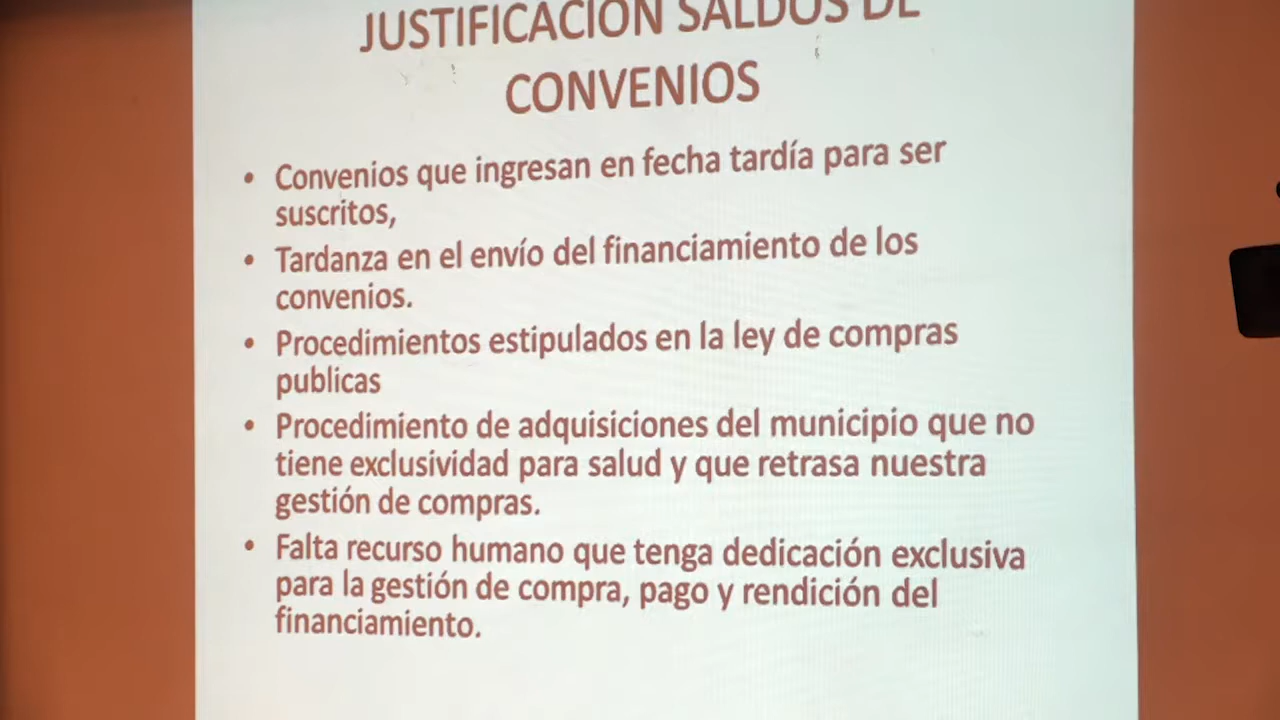 JUSTIFICACIÓN SALDOS DE
CONVENIOS
• Convenios que ingresan en fecha tardía para ser
suscritos,
• Tardanza en el envío del financiamiento de los
convenios.
• Procedimientos estipulados en la ley de compras
publicas
• Procedimiento de adquisiciones del municipio que no
tiene exclusividad para salud y que retrasa nuestra
gestión de compras.
• Falta recurso humano que tenga dedicación exclusiva
para la gestión de compra, pago y rendición del
financiamiento.